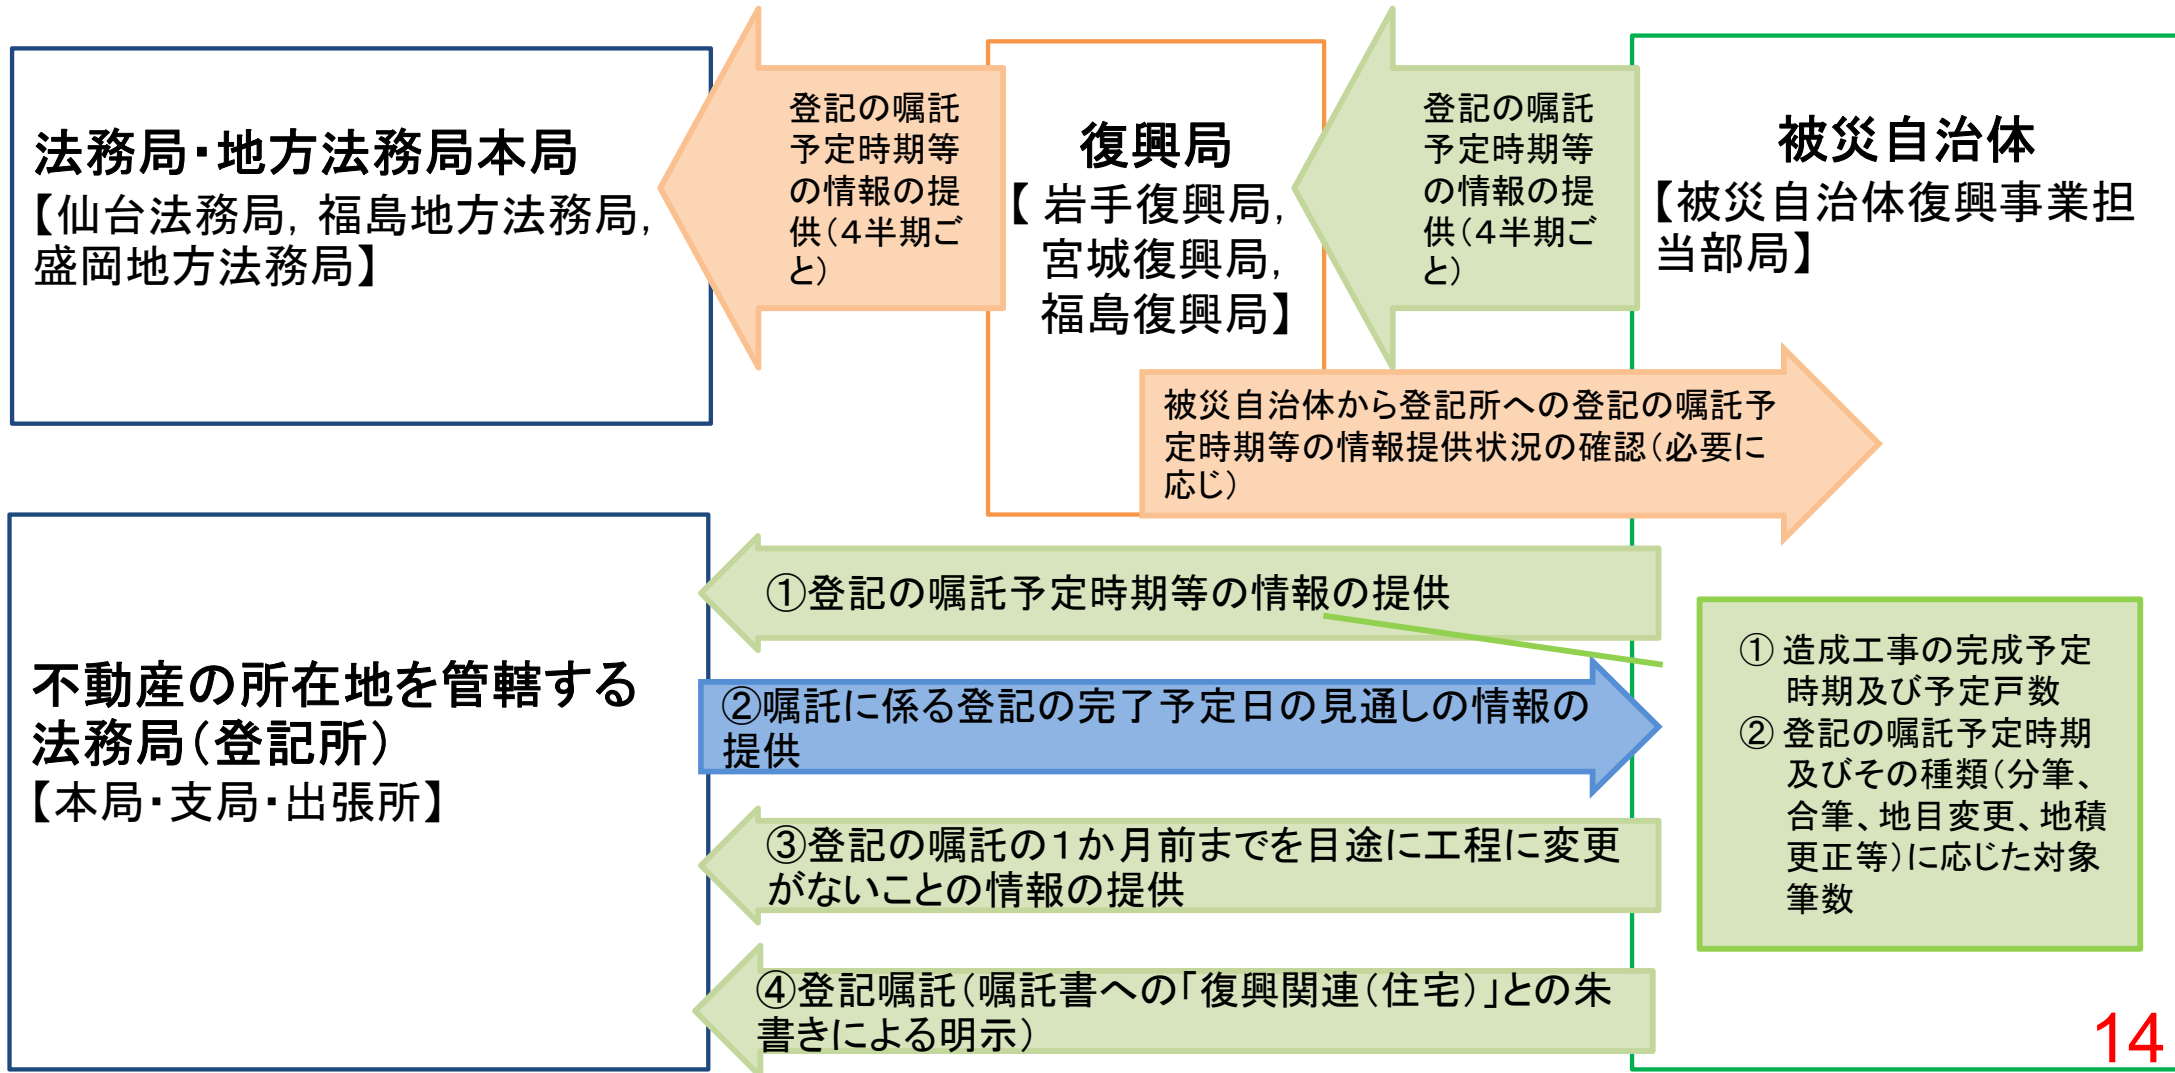 法務局・地方法務局本局
【仙台法務局，福島地方法務局，
盛岡地方法務局】
登記の嘱託
予定時期等
の情報の提
供（4半期ご
と）
復興局
【 岩手復興局，
宮城復興局，
福島復興局】
登記の嘱託
予定時期等
の情報の提
供（4半期ご
と）
被災自治体
【被災自治体復興事業担
当部局】
被災自治体から登記所への登記の嘱託予
定時期等の情報提供状況の確認（必要に
応じ）
不動産の所在地を管轄する
法務局（登記所）
【本局・支局・出張所】
①登記の嘱託予定時期等の情報の提供
②嘱託に係る登記の完了予定日の見通しの情報の
提供
③登記の嘱託の１か月前までを目途に工程に変更
がないことの情報の提供
④登記嘱託（嘱託書への「復興関連（住宅）」との朱
書きによる明示）
① 造成工事の完成予定
時期及び予定戸数
② 登記の嘱託予定時期
及びその種類（分筆、
合筆、地目変更、地積
更正等）に応じた対象
筆数
14